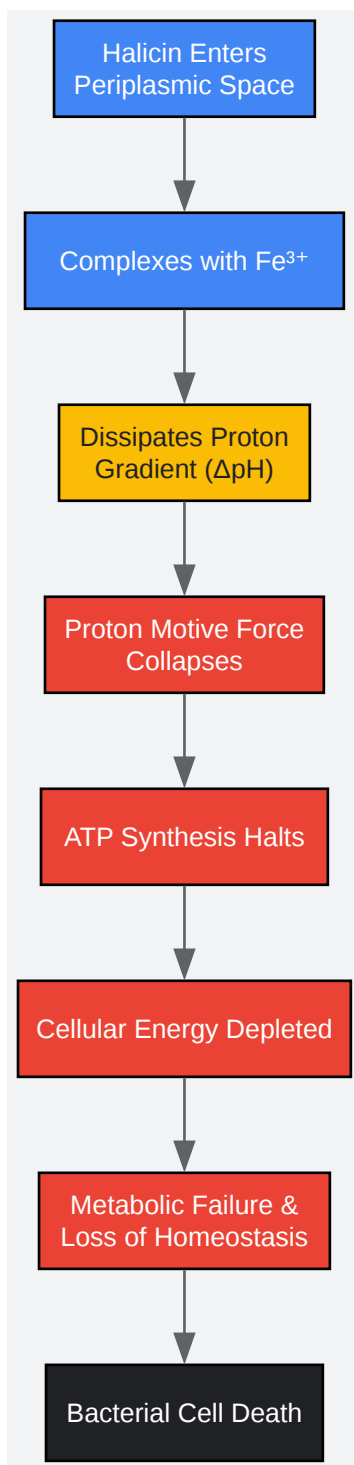 Halicin Enters
Periplasmic Space
Complexes with Fe³⁺
Dissipates Proton
Gradient (ΔpH)
Proton Motive Force
Collapses
ATP Synthesis Halts
Cellular Energy Depleted
Metabolic Failure &
Loss of Homeostasis
Bacterial Cell Death